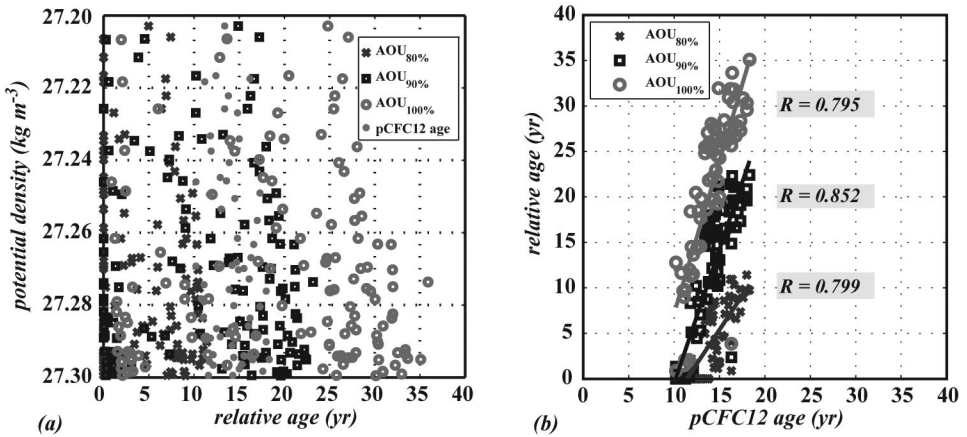 (a)
potential density (kg m⁻³)
27.20
27.22
27.24
27.26
27.28
27.30
0 5 10 15 20 25 30 35 40
relative age (yr)
AOU80%
AOU90%
AOU100%
pCFC12 age
(b)
relative age (yr)
40
35
30
25
20
15
10
5
0
0 5 10 15 20 25 30 35 40
pCFC12 age (yr)
AOU80%
AOU90%
AOU100%
R = 0.795
R = 0.852
R = 0.799